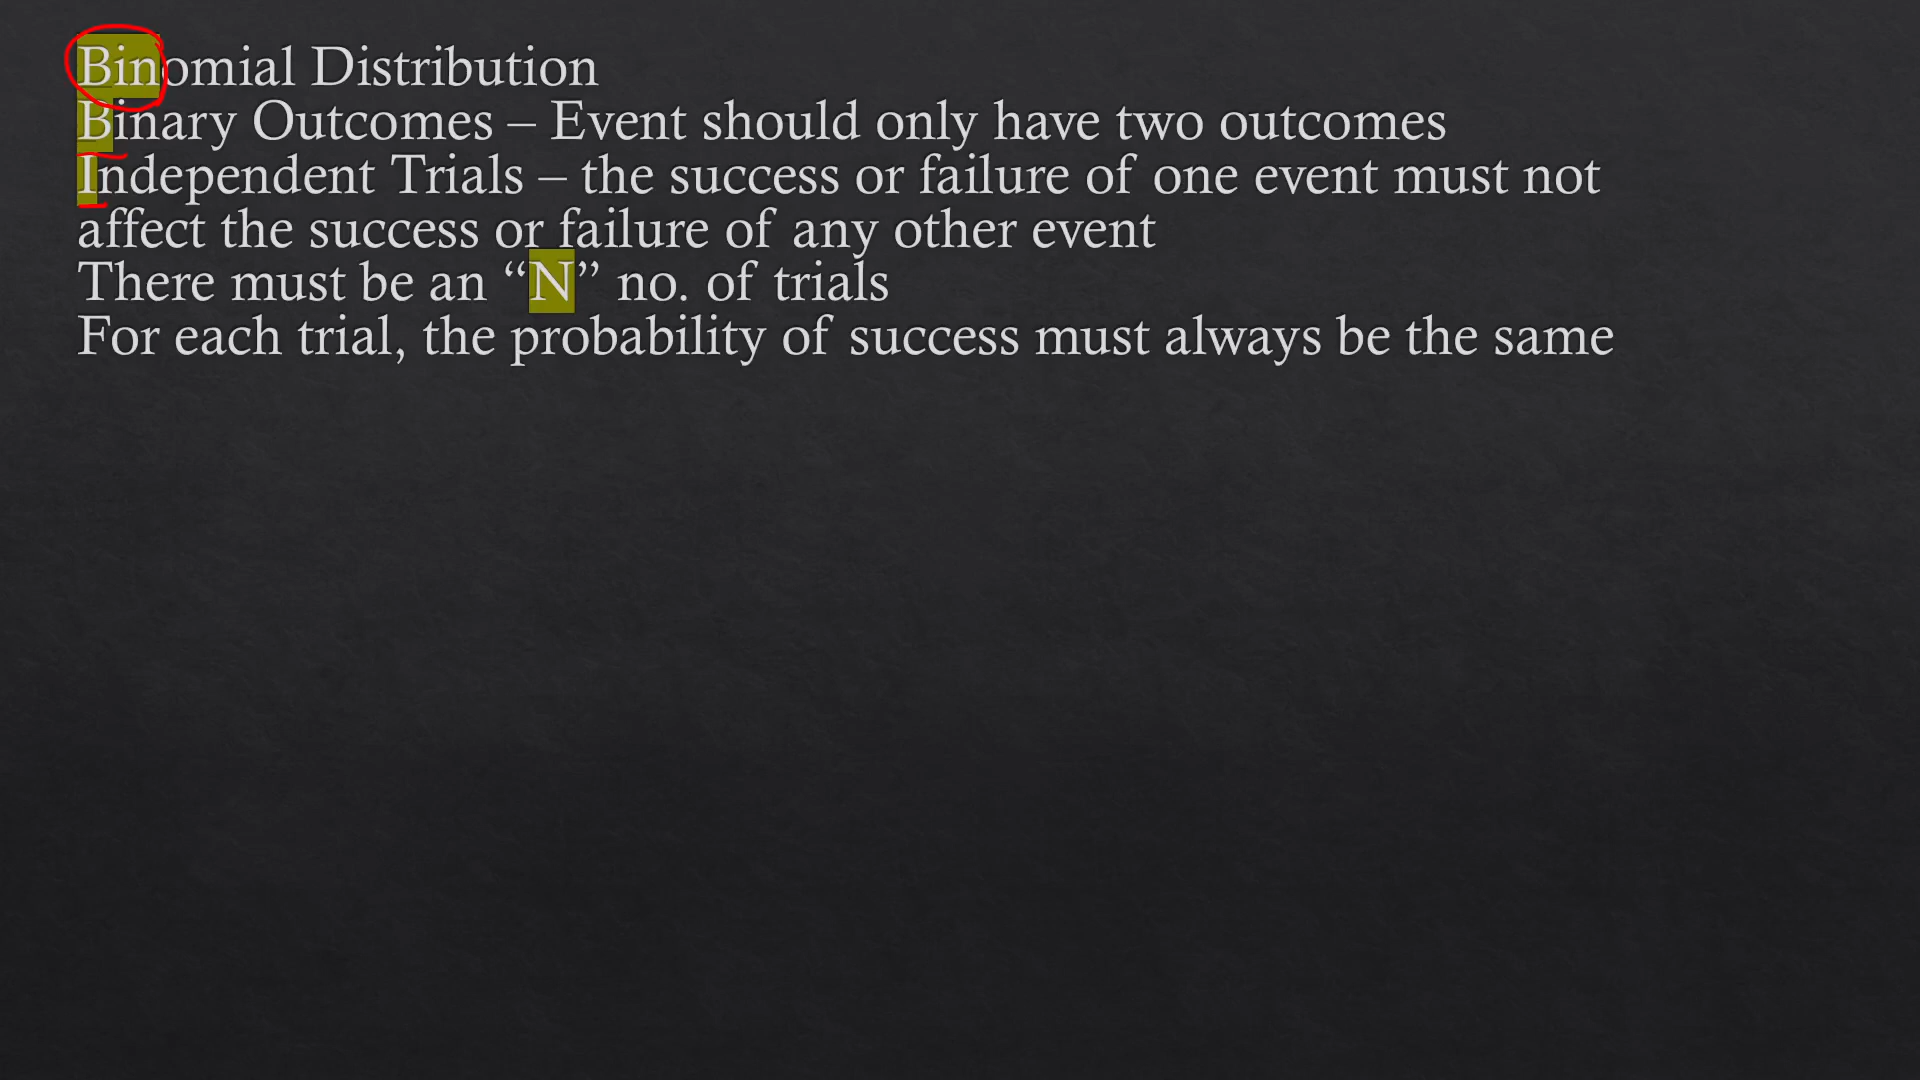 Binomial Distribution
Binary Outcomes – Event should only have two outcomes
Independent Trials – the success or failure of one event must not
affect the success or failure of any other event
There must be an “N” no. of trials
For each trial, the probability of success must always be the same